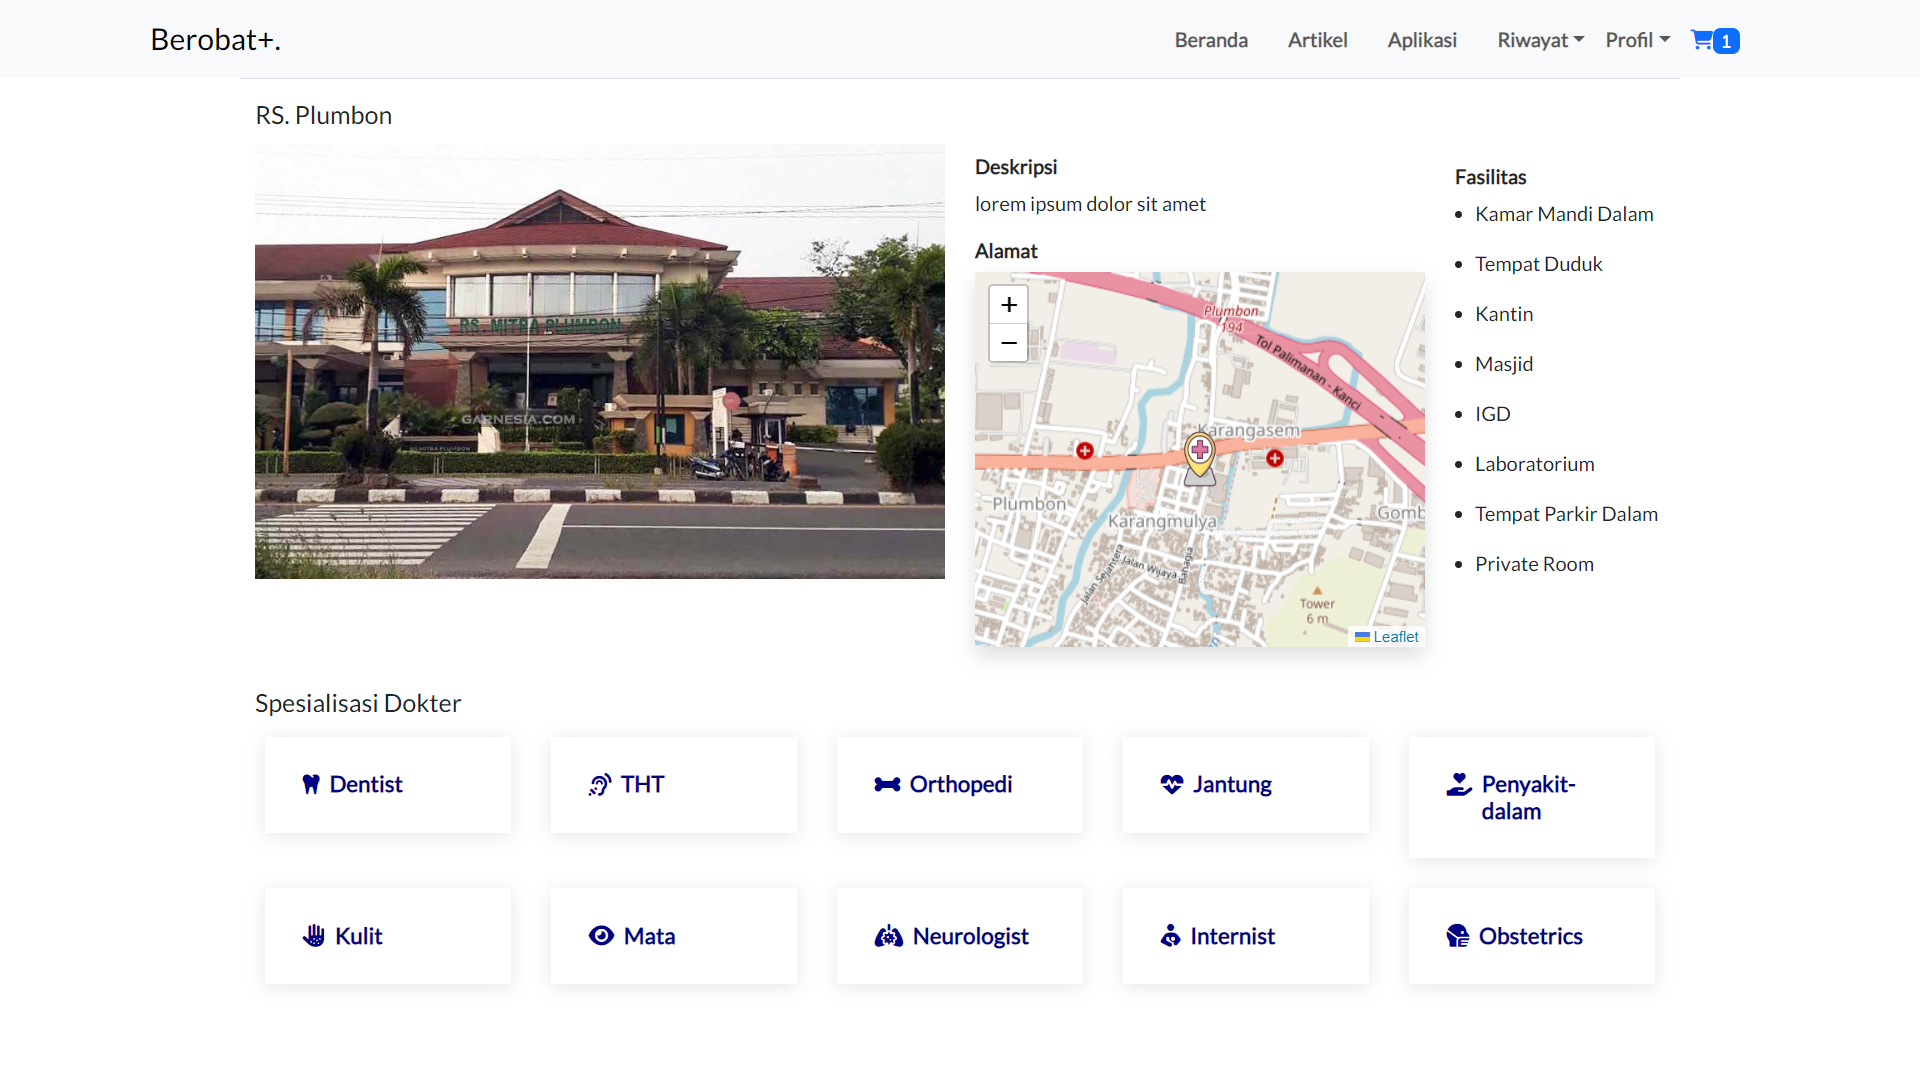 Berobat+.
Beranda
Artikel
Aplikasi
Riwayat
Profil
1
RS. Plumbon
RS. MITRA PLUMBON
GARNESIA.COM
Deskripsi
lorem ipsum dolor sit amet
Alamat
+
−
Plumbon
194
Tol Palimanan - Kanci
Karangasem
Plumbon
Karangmulya
Gomb
Jalan Sejahtera
Jalan Wijaya
Bahagia
Tower
6 m
Leaflet
Fasilitas
Kamar Mandi Dalam
Tempat Duduk
Kantin
Masjid
IGD
Laboratorium
Tempat Parkir Dalam
Private Room
Spesialisasi Dokter
Dentist
THT
Orthopedi
Jantung
Penyakit-
dalam
Kulit
Mata
Neurologist
Internist
Obstetrics